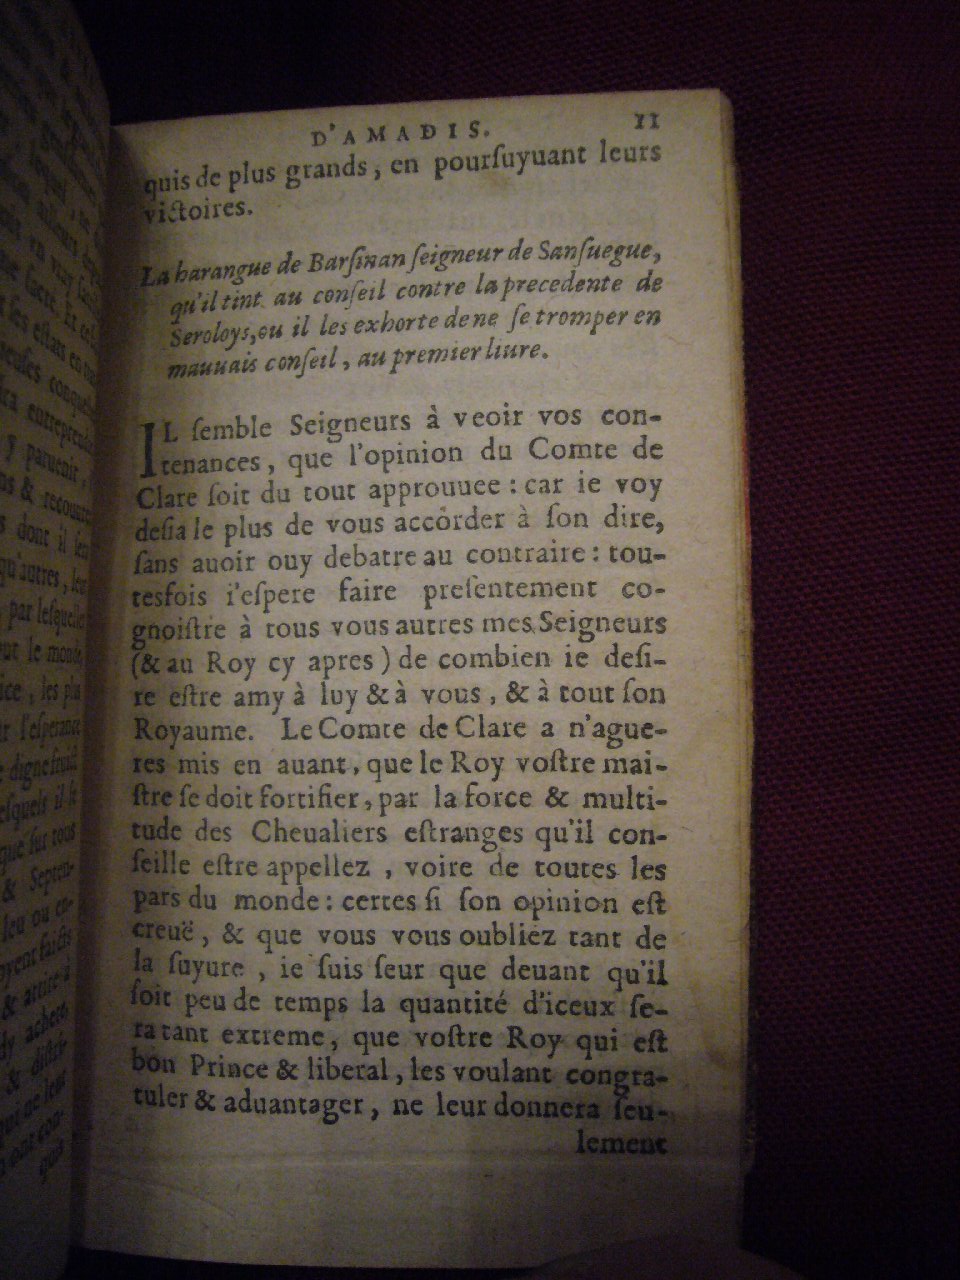 D'AMADIS. 11
quis de plus grands, en pourſuyuant leurs
victoires.
La harangue de Barſinan ſeigneur de Sanſuegue,
qu'il tint au conſeil contre la precedente de
Seroloys, ou il les exhorte de ne ſe tromper en
mauuais conſeil, au premier liure.
IL ſemble Seigneurs à veoir vos con-
tenances, que l'opinion du Comte de
Clare ſoit du tout approuuee : car ie voy
deſia le plus de vous accorder à ſon dire,
ſans auoir ouy debatre au contraire : tou-
tesfois i'eſpere faire preſentement co-
gnoiſtre à tous vous autres mes Seigneurs
(& au Roy cy apres) de combien ie deſi-
re eſtre amy à luy & à vous, & à tout ſon
Royaume. Le Comte de Clare a n'ague-
res mis en auant, que le Roy voſtre mai-
ſtre ſe doit fortifier, par la force & multi-
tude des Cheualiers eſtranges qu'il con-
ſeille eſtre appellez, voire de toutes les
pars du monde : certes ſi ſon opinion eſt
creuë, & que vous vous oubliez tant de
la ſuyure, ie ſuis ſeur que deuant qu'il
ſoit peu de temps la quantité d'iceux ſe-
ra tant extreme, que voſtre Roy qui eſt
bon Prince & liberal, les voulant congra-
tuler & aduantager, ne leur donnera ſeu-
lement